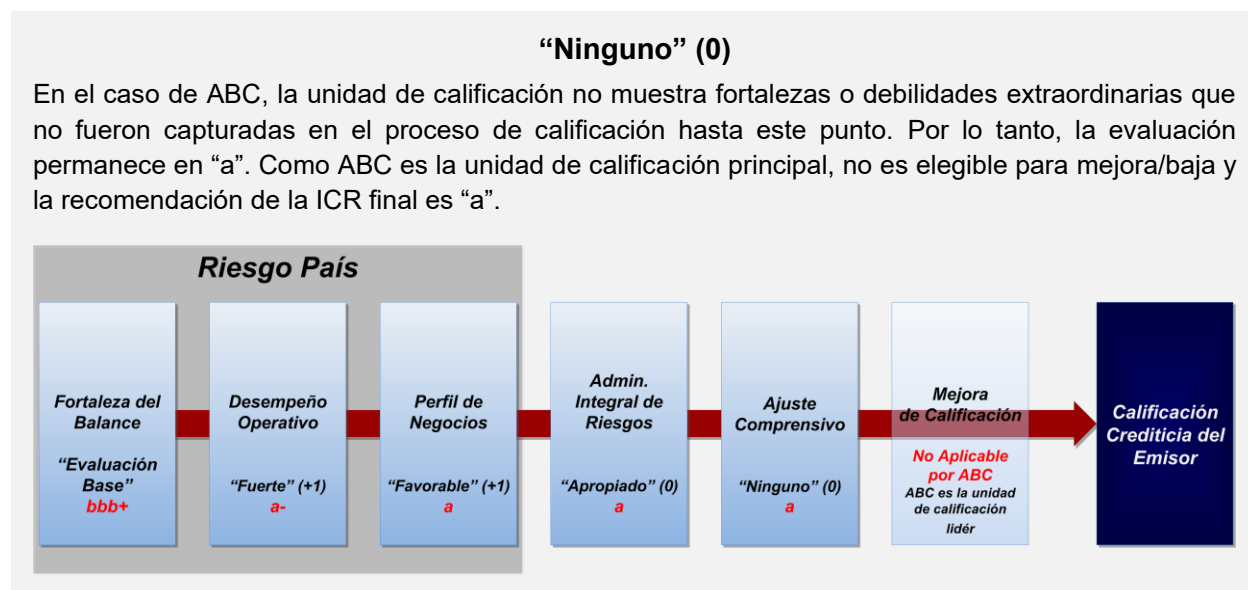 “Ninguno” (0)
En el caso de ABC, la unidad de calificación no muestra fortalezas o debilidades extraordinarias que
no fueron capturadas en el proceso de calificación hasta este punto. Por lo tanto, la evaluación
permanece en “a”. Como ABC es la unidad de calificación principal, no es elegible para mejora/baja y
la recomendación de la ICR final es “a”.
Riesgo País
Fortaleza del
Balance
“Evaluación
Base”
bbb+
Desempeño
Operativo
“Fuerte” (+1)
a-
Perfil de
Negocios
“Favorable” (+1)
a
Admin.
Integral de
Riesgos
“Apropiado” (0)
a
Ajuste
Comprensivo
“Ninguno” (0)
a
Mejora
de Calificación
No Aplicable
por ABC
ABC es la unidad
de calificación
lidér
Calificación
Crediticia del
Emisor